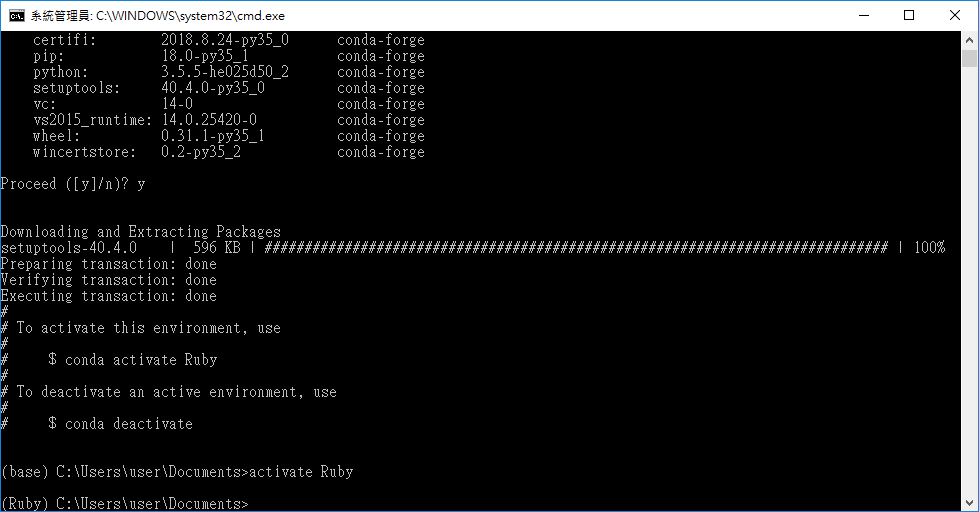 系統管理員: C:\WINDOWS\system32\cmd.exe
certifi: 2018.8.24-py35_0 conda-forge
pip: 18.0-py35_1 conda-forge
python: 3.5.5-he025d50_2 conda-forge
setuptools: 40.4.0-py35_0 conda-forge
vc: 14-0 conda-forge
vs2015_runtime: 14.0.25420-0 conda-forge
wheel: 0.31.1-py35_1 conda-forge
wincertstore: 0.2-py35_2 conda-forge
Proceed ([y]/n)? y
Downloading and Extracting Packages
setuptools-40.4.0 | 596 KB | ############################################################################## | 100%
Preparing transaction: done
Verifying transaction: done
Executing transaction: done
#
# To activate this environment, use
#
# $ conda activate Ruby
#
# To deactivate an active environment, use
#
# $ conda deactivate
(base) C:\Users\user\Documents>activate Ruby
(Ruby) C:\Users\user\Documents>